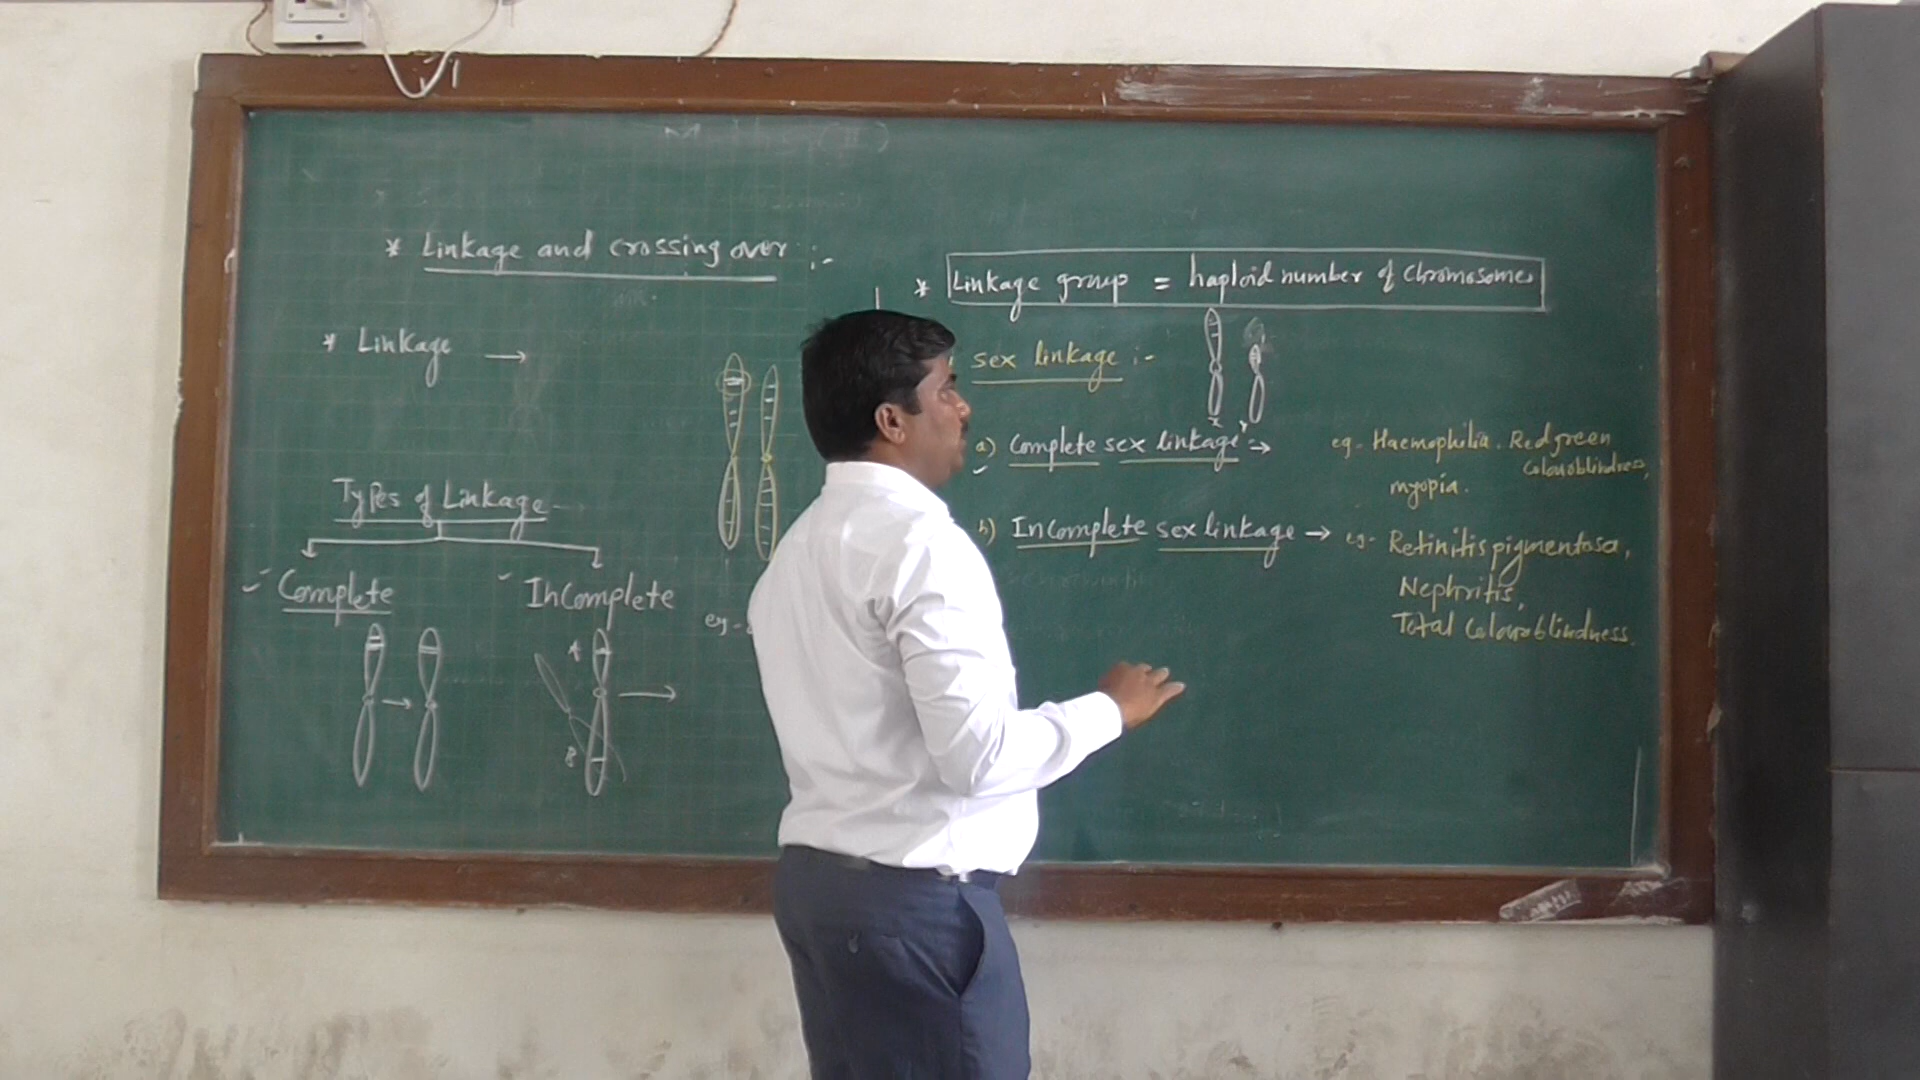 * Linkage and crossing over :-
* Linkage →
Types of Linkage
Complete
InComplete
A
B
eg-
* Linkage group = haploid number of Chromosomes
sex linkage :-
x
y
a) Complete sex linkage :→
eg- Haemophilia. Redgreen
Colourblindness,
myopia.
b) InComplete sex linkage →
eg- Retinitis pigmentosa,
Nephritis,
Total Colourblindness.